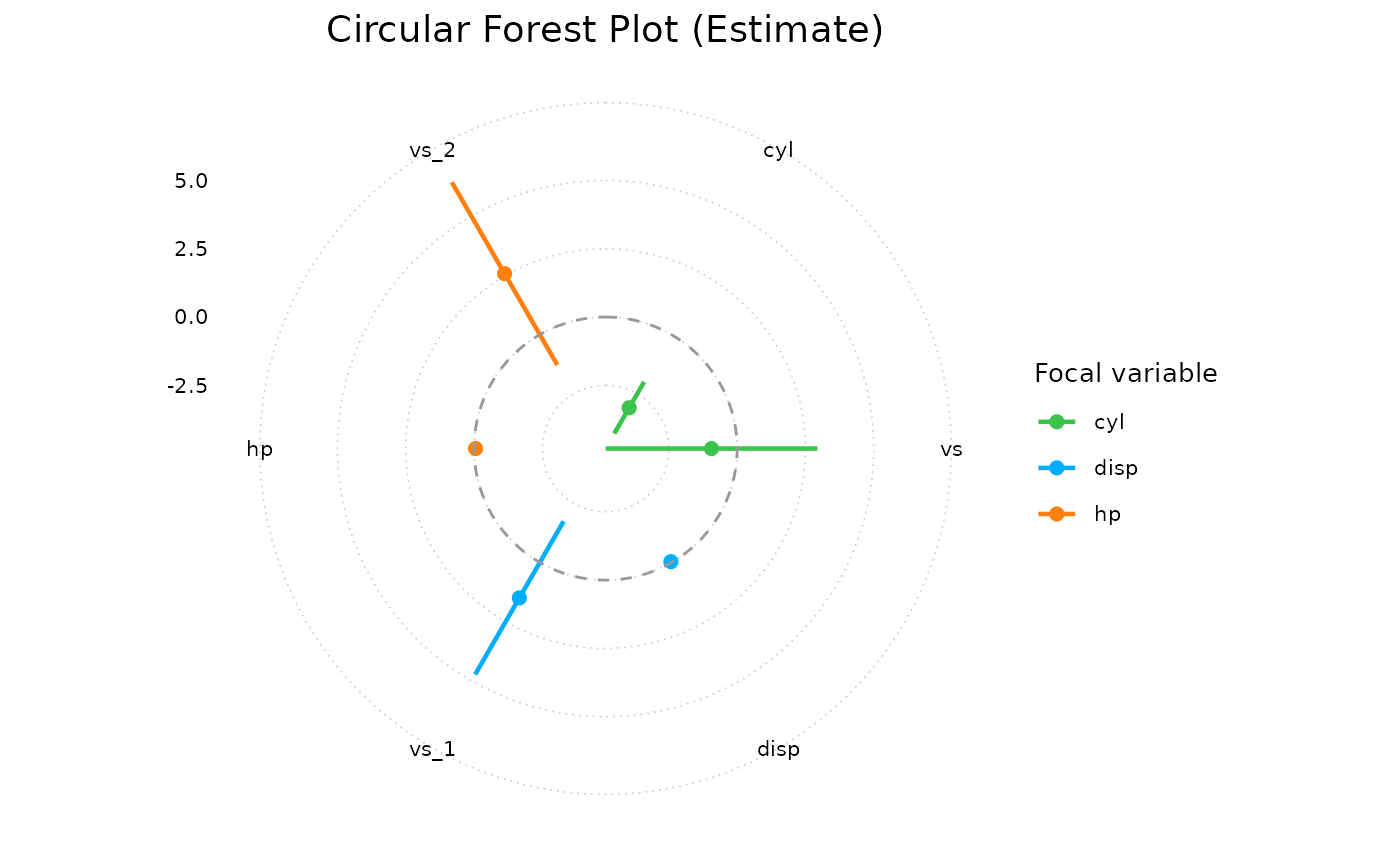 Circular Forest Plot (Estimate)
vs_2
cyl
5.0
2.5
0.0
-2.5
hp
vs
vs_1
disp
Focal variable
cyl
disp
hp